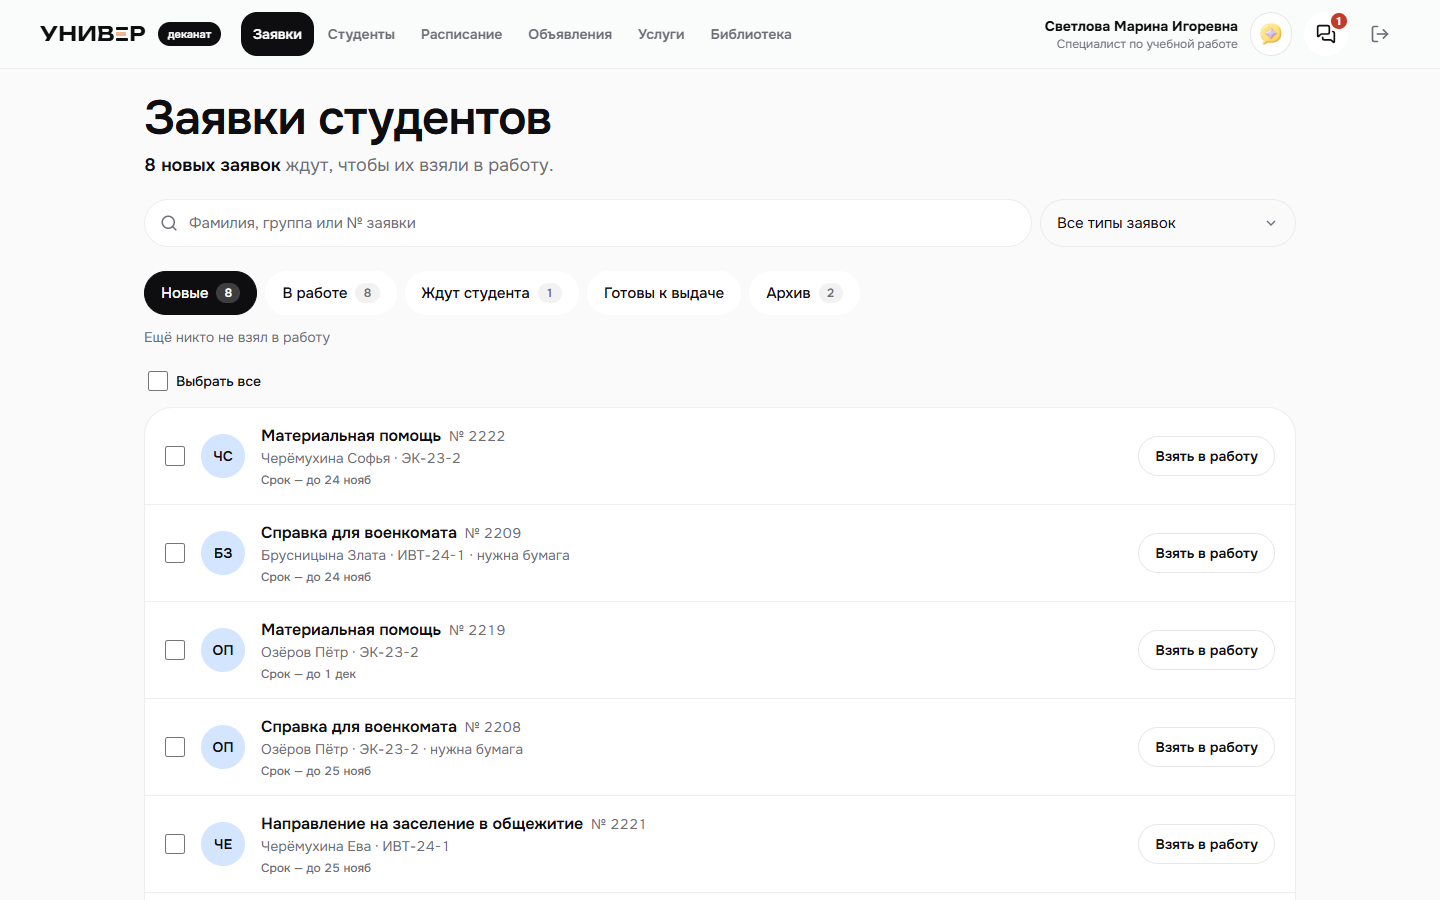 УНИВЕР деканат Заявки Студенты Расписание Объявления Услуги Библиотека
Светлова Марина Игоревна
Специалист по учебной работе
1
Заявки студентов
8 новых заявок ждут, чтобы их взяли в работу.
Фамилия, группа или № заявки
Все типы заявок
Новые 8 В работе 8 Ждут студента 1 Готовы к выдаче Архив 2
Ещё никто не взял в работу
Выбрать все
ЧС
Материальная помощь № 2222
Черёмухина Софья · ЭК-23-2
Срок — до 24 нояб
Взять в работу
БЗ
Справка для военкомата № 2209
Брусницына Злата · ИВТ-24-1 · нужна бумага
Срок — до 24 нояб
Взять в работу
ОП
Материальная помощь № 2219
Озёров Пётр · ЭК-23-2
Срок — до 1 дек
Взять в работу
ОП
Справка для военкомата № 2208
Озёров Пётр · ЭК-23-2 · нужна бумага
Срок — до 25 нояб
Взять в работу
ЧЕ
Направление на заселение в общежитие № 2221
Черёмухина Ева · ИВТ-24-1
Срок — до 25 нояб
Взять в работу